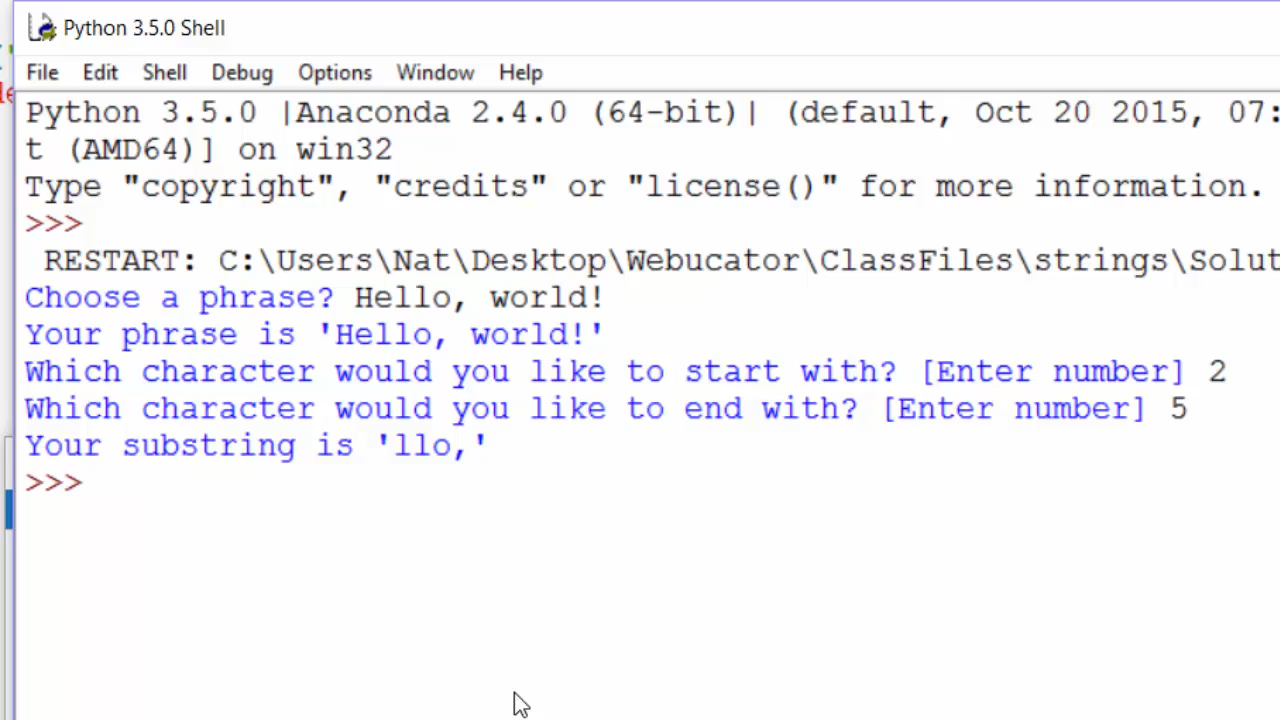 Python 3.5.0 Shell
File Edit Shell Debug Options Window Help
Python 3.5.0 |Anaconda 2.4.0 (64-bit)| (default, Oct 20 2015, 07:
t (AMD64)] on win32
Type "copyright", "credits" or "license()" for more information.
>>>
RESTART: C:\Users\Nat\Desktop\Webucator\ClassFiles\strings\Solut
Choose a phrase? Hello, world!
Your phrase is 'Hello, world!'
Which character would you like to start with? [Enter number] 2
Which character would you like to end with? [Enter number] 5
Your substring is 'llo,'
>>>